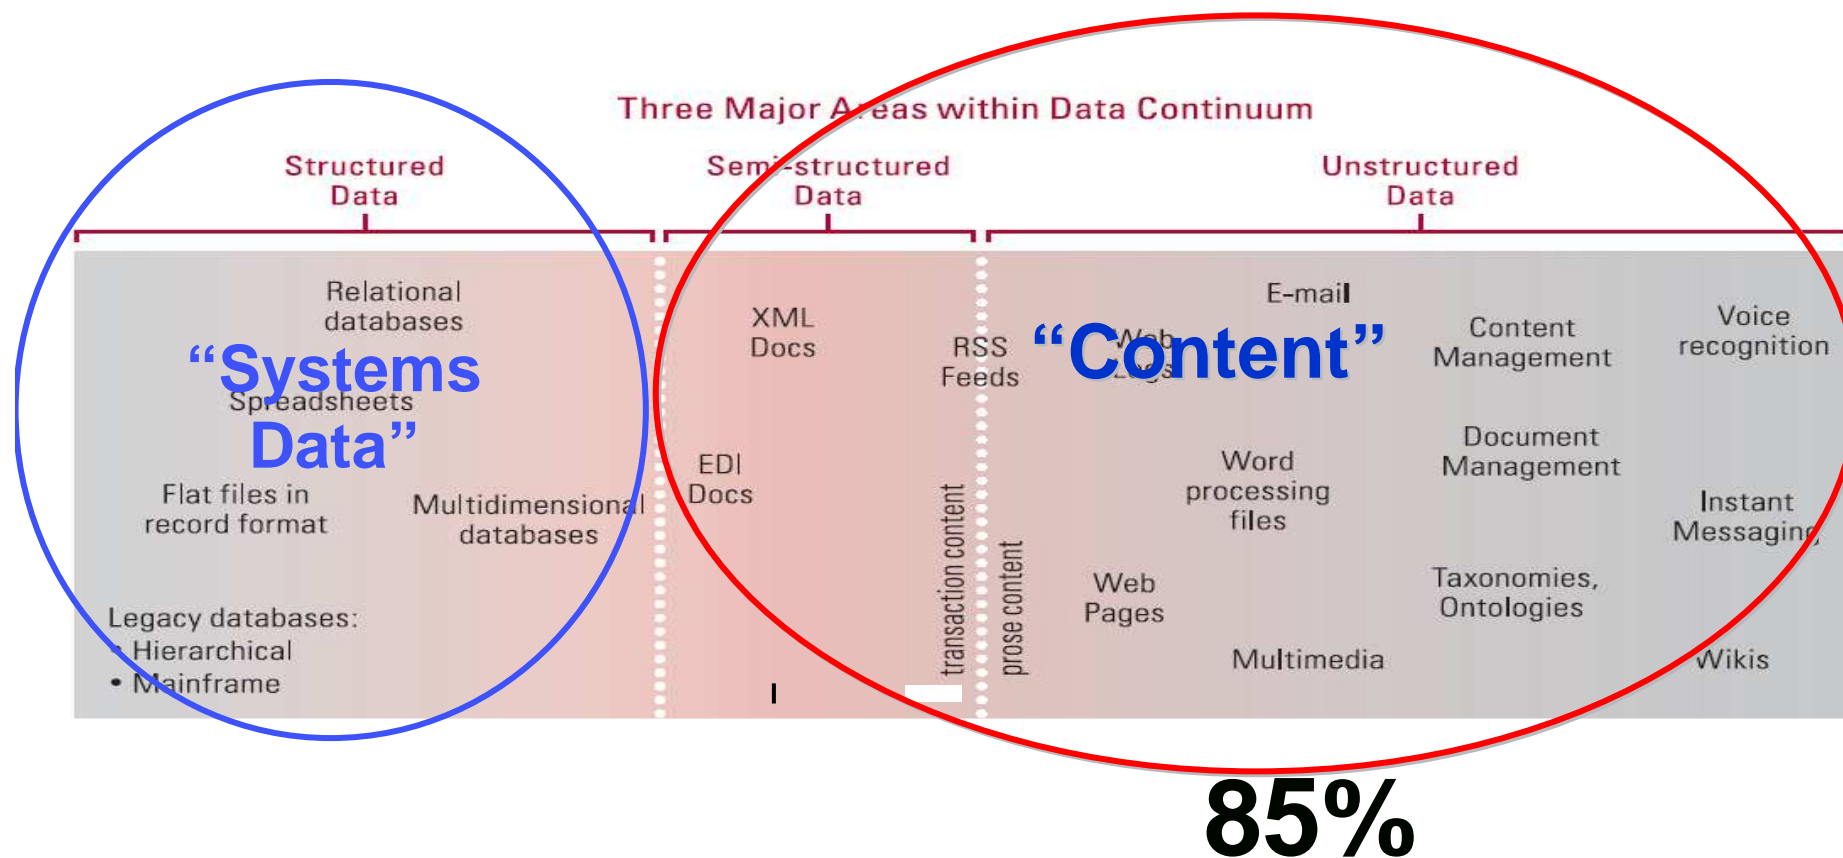 Three Major Areas within Data Continuum
Structured
Data
Semi-structured
Data
Unstructured
Data
Relational
databases
“Systems
Data”
Spreadsheets
Flat files in
record format
Multidimensional
databases
Legacy databases:
• Hierarchical
• Mainframe
XML
Docs
EDI
Docs
RSS
Feeds
transaction content
prose content
“Content”
E-mail
Web
Logs
Content
Management
Voice
recognition
Word
processing
files
Document
Management
Instant
Messaging
Web
Pages
Taxonomies,
Ontologies
Multimedia
Wikis
85%